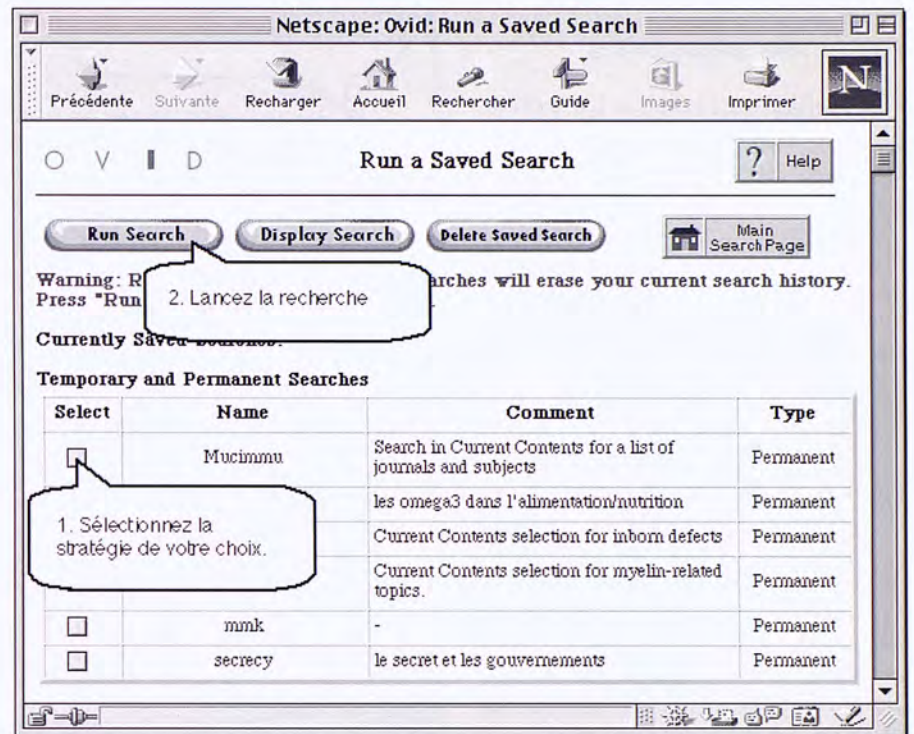 Netscape: Ovid: Run a Saved Search
Précédente Suivante Recharger Accueil Rechercher Guide Images Imprimer N
O V I D Run a Saved Search ? Help
Run Search Display Search Delete Saved Search Main Search Page
Warning: R arches will erase your current search history.
Press "Run
2. Lancez la recherche
Currently Saved Searches:
Temporary and Permanent Searches
Select Name Comment Type
Mucimmu Search in Current Contents for a list of journals and subjects Permanent
les omega3 dans l'alimentation/nutrition Permanent
1. Sélectionnez la
stratégie de votre choix.
Current Contents selection for inborn defects Permanent
Current Contents selection for myelin-related topics. Permanent
mmk - Permanent
secrecy le secret et les gouvernements Permanent